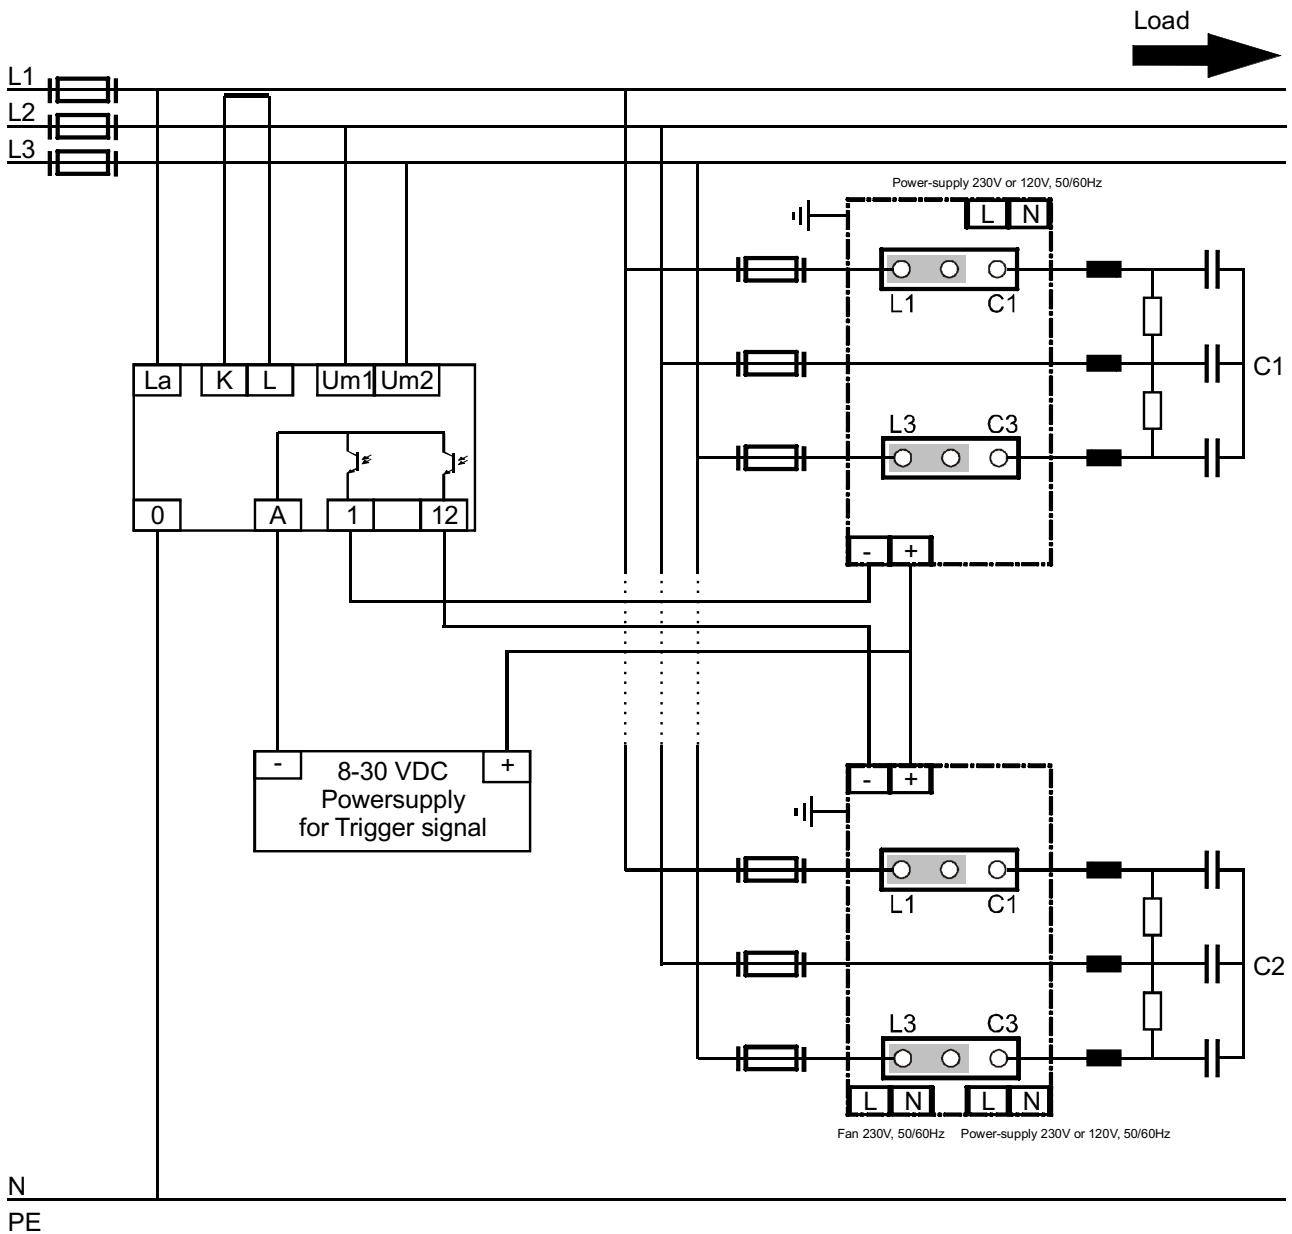 Load
L1
L2
L3
Power-supply 230V or 120V, 50/60Hz
L N
L1 C1
La K L Um1 Um2
C1
L3 C3
0 A 1 12
- +
- 8-30 VDC +
Powersupply
for Trigger signal
- +
L1 C1
C2
L3 C3
L N L N
Fan 230V, 50/60Hz Power-supply 230V or 120V, 50/60Hz
N
PE